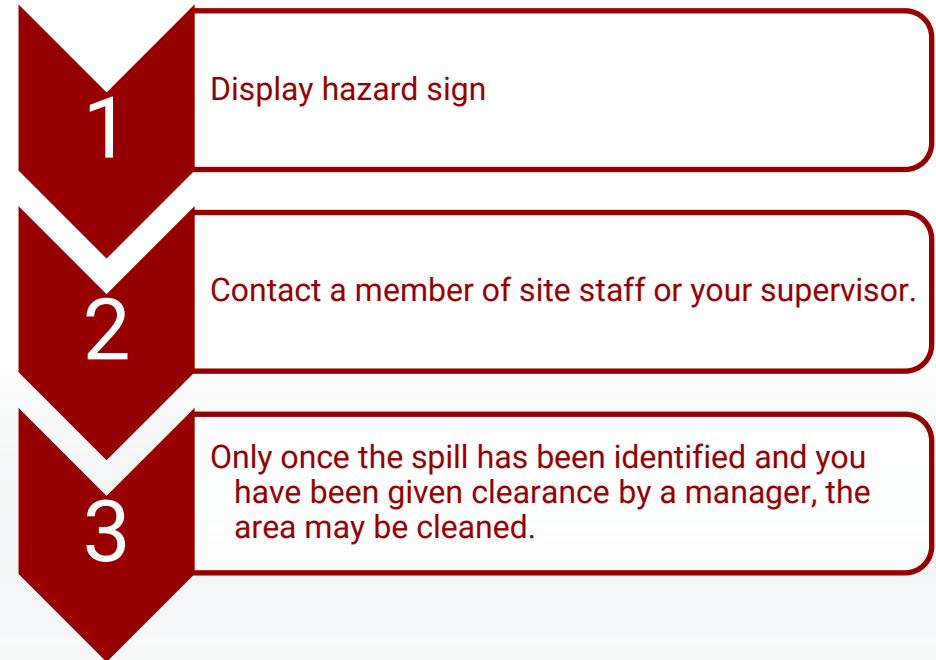 1
Display hazard sign
2
Contact a member of site staff or your supervisor.
3
Only once the spill has been identified and you
have been given clearance by a manager, the
area may be cleaned.